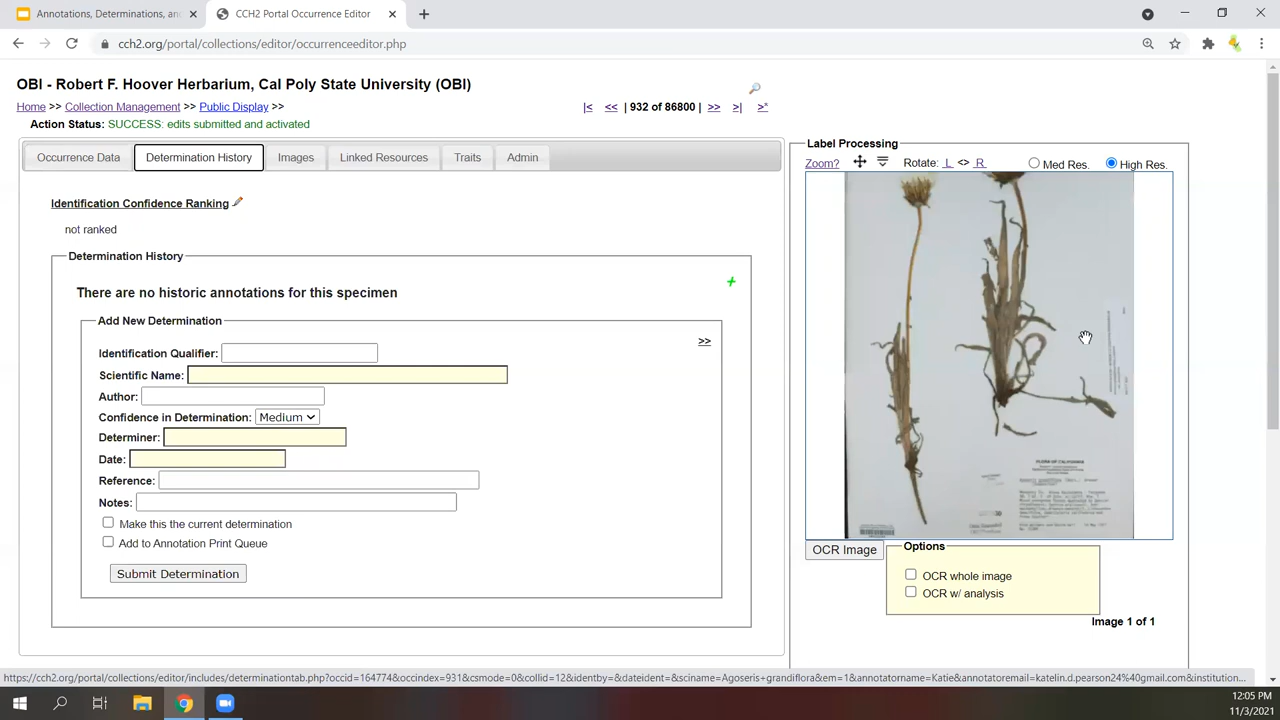 Annotations, Determinations, an
CCH2 Portal Occurrence Editor
cch2.org/portal/collections/editor/occurrenceeditor.php
OBI - Robert F. Hoover Herbarium, Cal Poly State University (OBI)
Home >> Collection Management >> Public Display >>
|< << | 932 of 86800 | >> >| >*
Action Status: SUCCESS: edits submitted and activated
Occurrence Data
Determination History
Images
Linked Resources
Traits
Admin
Label Processing
Zoom?
Rotate: L <> R
Med Res.
High Res.
Identification Confidence Ranking
not ranked
Determination History
There are no historic annotations for this specimen
+
Add New Determination
>>
Identification Qualifier:
Scientific Name:
Author:
Confidence in Determination: Medium
Determiner:
Date:
Reference:
Notes:
Make this the current determination
Add to Annotation Print Queue
Submit Determination
FLORA OF CALIFORNIA
OCR Image
Options
OCR whole image
OCR w/ analysis
Image 1 of 1
https://cch2.org/portal/collections/editor/includes/determinationtab.php?occid=164774&occindex=931&csmode=0&collid=12&identby=&dateident=&sciname=Agoseris+grandiflora&em=1&annotatorname=Katie&annotatoremail=katelin.d.pearson24%40gmail.com&institution...
12:05 PM
11/3/2021